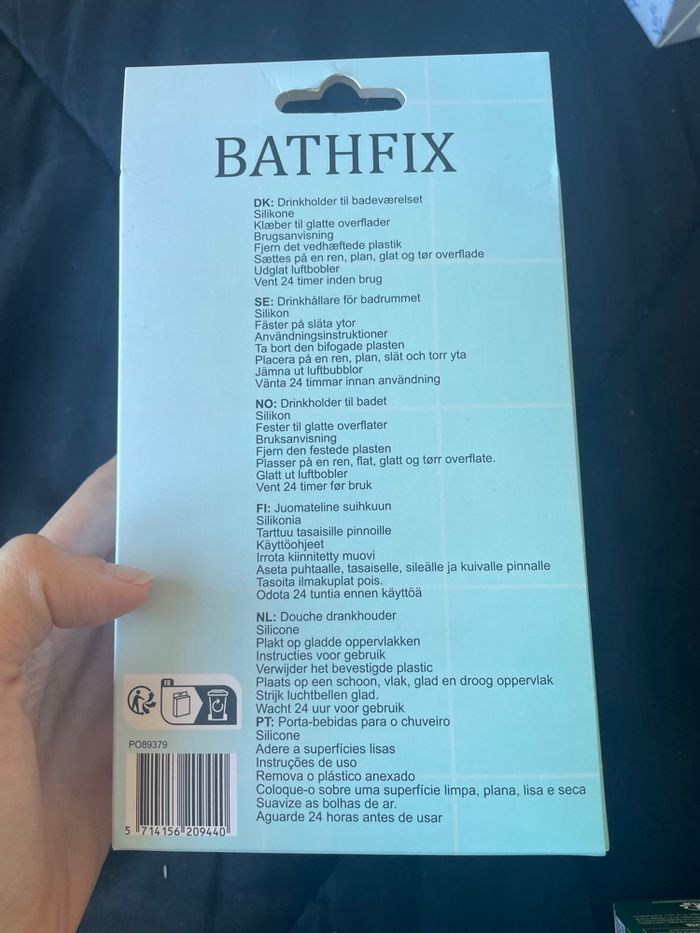 BATHFIX
DK: Drinkholder til badeværelset
Silikone
Klæber til glatte overflader
Brugsanvisning
Fjern det vedhæftede plastik
Sættes på en ren, plan, glat og tør overflade
Udglat luftbobler
Vent 24 timer inden brug
SE: Drinkhållare för badrummet
Silikon
Fäster på släta ytor
Användningsinstruktioner
Ta bort den bifogade plasten
Placera på en ren, plan, slät och torr yta
Jämna ut luftbubblor
Vänta 24 timmar innan användning
NO: Drinkholder til badet
Silikon
Fester til glatte overflater
Bruksanvisning
Fjern den festede plasten
Plasser på en ren, flat, glatt og tørr overflate.
Glatt ut luftbobler
Vent 24 timer før bruk
FI: Juomateline suihkuun
Silikonia
Tarttuu tasaisille pinnoille
Käyttöohjeet
Irrota kiinnitetty muovi
Aseta puhtaalle, tasaiselle, sileälle ja kuivalle pinnalle
Tasoita ilmakuplat pois.
Odota 24 tuntia ennen käyttöä
NL: Douche drankhouder
Silicone
Plakt op gladde oppervlakken
Instructies voor gebruik
Verwijder het bevestigde plastic
Plaats op een schoon, vlak, glad en droog oppervlak
Strijk luchtbellen glad.
Wacht 24 uur voor gebruik
PT: Porta-bebidas para o chuveiro
Silicone
Adere a superfícies lisas
Instruções de uso
Remova o plástico anexado
Coloque-o sobre uma superfície limpa, plana, lisa e seca
Suavize as bolhas de ar.
Aguarde 24 horas antes de usar
FR
PO89379
5 714156 209440